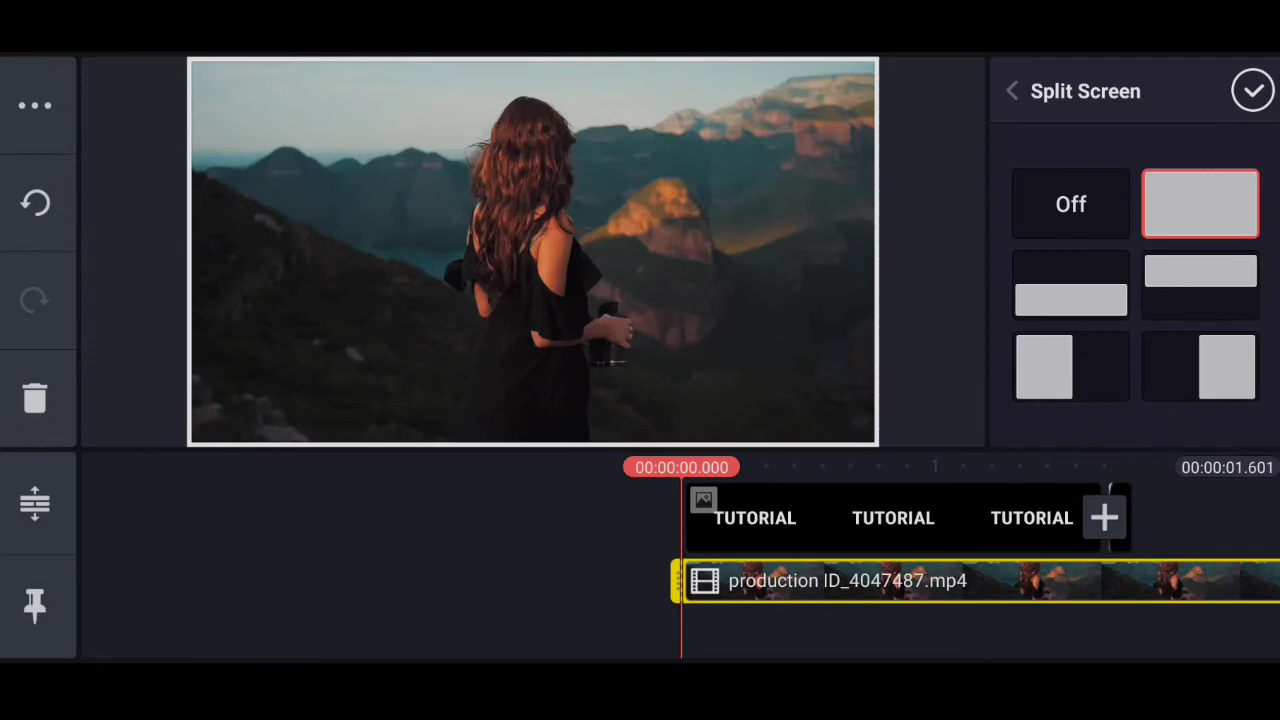 Split Screen
Off
00:00:00.000
1
00:00:01.601
TUTORIAL TUTORIAL TUTORIAL
production ID_4047487.mp4